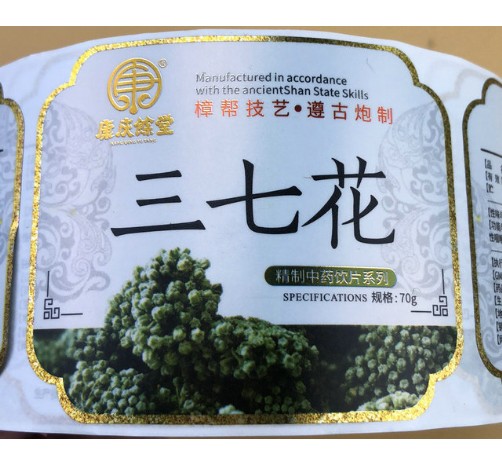 Manufactured in accordance
with the ancientShan State Skills
樟帮技艺•遵古炮制
康庆馀堂
三七花
精制中药饮片系列
SPECIFICATIONS 规格:70g